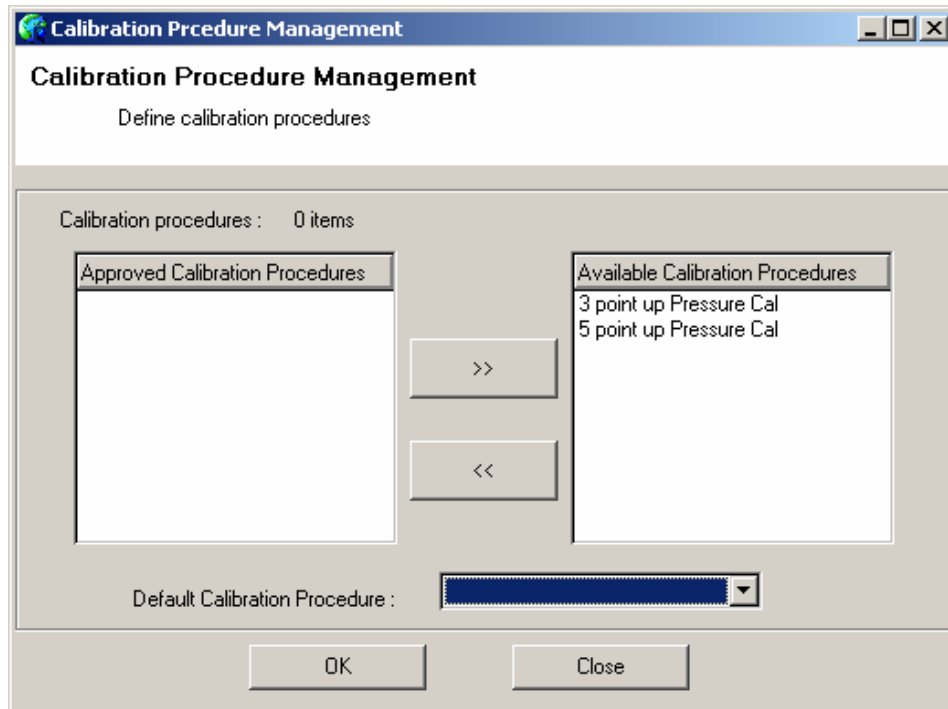 Calibration Prcedure Management
Calibration Procedure Management
Define calibration procedures
Calibration procedures : 0 items
Approved Calibration Procedures
Available Calibration Procedures
3 point up Pressure Cal
5 point up Pressure Cal
>>
<<
Default Calibration Procedure :
OK Close